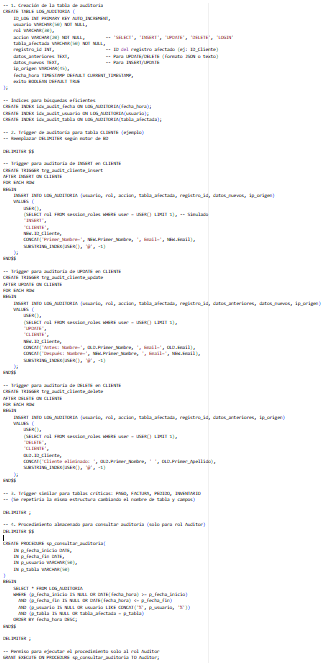 -- 1. Creación de la tabla de auditoría
CREATE TABLE LOG_AUDITORIA (
ID_LOG INT PRIMARY KEY AUTO_INCREMENT,
usuario VARCHAR(50) NOT NULL,
rol VARCHAR(30),
accion VARCHAR(20) NOT NULL, -- 'SELECT', 'INSERT', 'UPDATE', 'DELETE', 'LOGIN'
tabla_afectada VARCHAR(50) NOT NULL,
registro_id INT, -- ID del registro afectado (ej: ID_Cliente)
datos_anteriores TEXT, -- Para UPDATE/DELETE (formato JSON o texto)
datos_nuevos TEXT, -- Para INSERT/UPDATE
ip_origen VARCHAR(45),
fecha_hora TIMESTAMP DEFAULT CURRENT_TIMESTAMP,
exito BOOLEAN DEFAULT TRUE
);
-- Índices para búsquedas eficientes
CREATE INDEX idx_audit_fecha ON LOG_AUDITORIA(fecha_hora);
CREATE INDEX idx_audit_usuario ON LOG_AUDITORIA(usuario);
CREATE INDEX idx_audit_tabla ON LOG_AUDITORIA(tabla_afectada);
-- 2. Trigger de auditoría para tabla CLIENTE (ejemplo)
-- Reemplazar DELIMITER según motor de BD
DELIMITER $$
-- Trigger para auditoría de INSERT en CLIENTE
CREATE TRIGGER trg_audit_cliente_insert
AFTER INSERT ON CLIENTE
FOR EACH ROW
BEGIN
INSERT INTO LOG_AUDITORIA (usuario, rol, accion, tabla_afectada, registro_id, datos_nuevos, ip_origen)
VALUES (
USER(),
(SELECT rol FROM session_roles WHERE user = USER() LIMIT 1), -- Simulado
'INSERT',
'CLIENTE',
NEW.ID_Cliente,
CONCAT('Primer_Nombre=', NEW.Primer_Nombre, ', Email=', NEW.Email),
SUBSTRING_INDEX(USER(), '@', -1)
);
END$$
-- Trigger para auditoría de UPDATE en CLIENTE
CREATE TRIGGER trg_audit_cliente_update
AFTER UPDATE ON CLIENTE
FOR EACH ROW
BEGIN
INSERT INTO LOG_AUDITORIA (usuario, rol, accion, tabla_afectada, registro_id, datos_anteriores, datos_nuevos, ip_origen)
VALUES (
USER(),
(SELECT rol FROM session_roles WHERE user = USER() LIMIT 1),
'UPDATE',
'CLIENTE',
NEW.ID_Cliente,
CONCAT('Antes: Nombre=', OLD.Primer_Nombre, ', Email=', OLD.Email),
CONCAT('Después: Nombre=', NEW.Primer_Nombre, ', Email=', NEW.Email),
SUBSTRING_INDEX(USER(), '@', -1)
);
END$$
-- Trigger para auditoría de DELETE en CLIENTE
CREATE TRIGGER trg_audit_cliente_delete
AFTER DELETE ON CLIENTE
FOR EACH ROW
BEGIN
INSERT INTO LOG_AUDITORIA (usuario, rol, accion, tabla_afectada, registro_id, datos_anteriores, ip_origen)
VALUES (
USER(),
(SELECT rol FROM session_roles WHERE user = USER() LIMIT 1),
'DELETE',
'CLIENTE',
OLD.ID_Cliente,
CONCAT('Cliente eliminado: ', OLD.Primer_Nombre, ' ', OLD.Primer_Apellido),
SUBSTRING_INDEX(USER(), '@', -1)
);
END$$
-- 3. Trigger similar para tablas críticas: PAGO, FACTURA, PEDIDO, INVENTARIO
-- (Se repetiría la misma estructura cambiando el nombre de tabla y campos)
DELIMITER ;
-- 4. Procedimiento almacenado para consultar auditoría (solo para rol Auditor)
DELIMITER $$
CREATE PROCEDURE sp_consultar_auditoria(
IN p_fecha_inicio DATE,
IN p_fecha_fin DATE,
IN p_usuario VARCHAR(50),
IN p_tabla VARCHAR(50)
)
BEGIN
SELECT * FROM LOG_AUDITORIA
WHERE (p_fecha_inicio IS NULL OR DATE(fecha_hora) >= p_fecha_inicio)
AND (p_fecha_fin IS NULL OR DATE(fecha_hora) <= p_fecha_fin)
AND (p_usuario IS NULL OR usuario LIKE CONCAT('%', p_usuario, '%'))
AND (p_tabla IS NULL OR tabla_afectada = p_tabla)
ORDER BY fecha_hora DESC;
END$$
DELIMITER ;
-- Permiso para ejecutar el procedimiento solo al rol Auditor
GRANT EXECUTE ON PROCEDURE sp_consultar_auditoria TO Auditor;